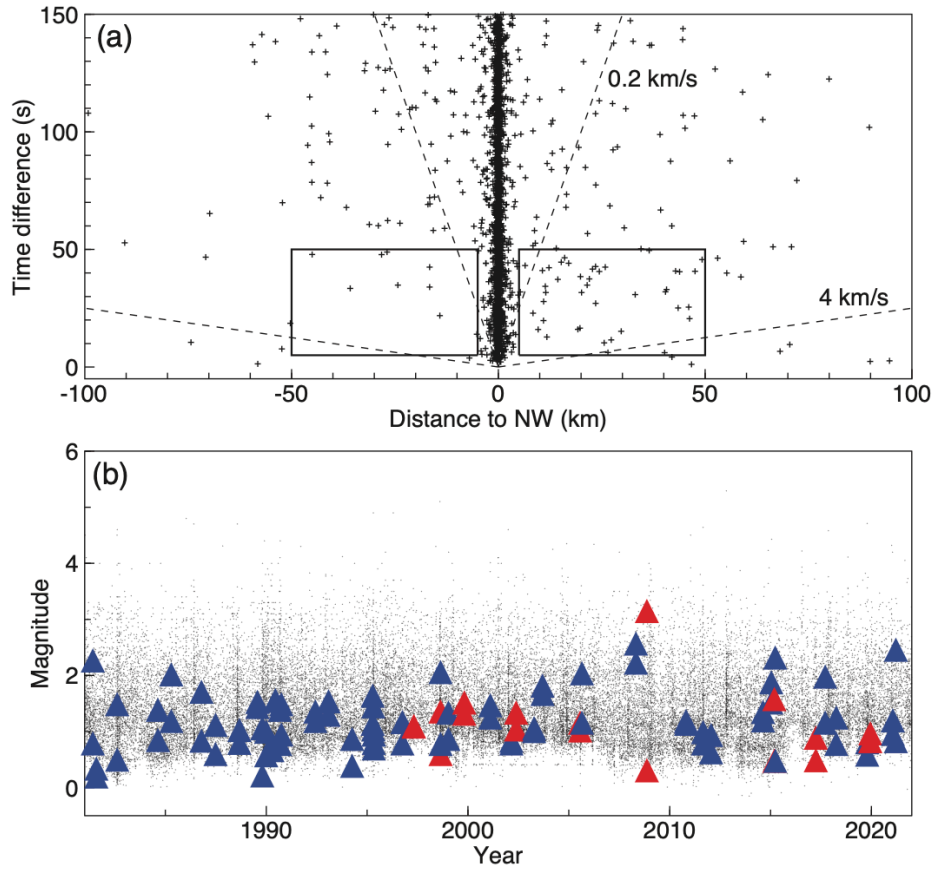 (a)
150
100
50
0
Time difference (s)
0.2 km/s
4 km/s
-100 -50 0 50 100
Distance to NW (km)
(b)
6
4
2
0
Magnitude
1990 2000 2010 2020
Year